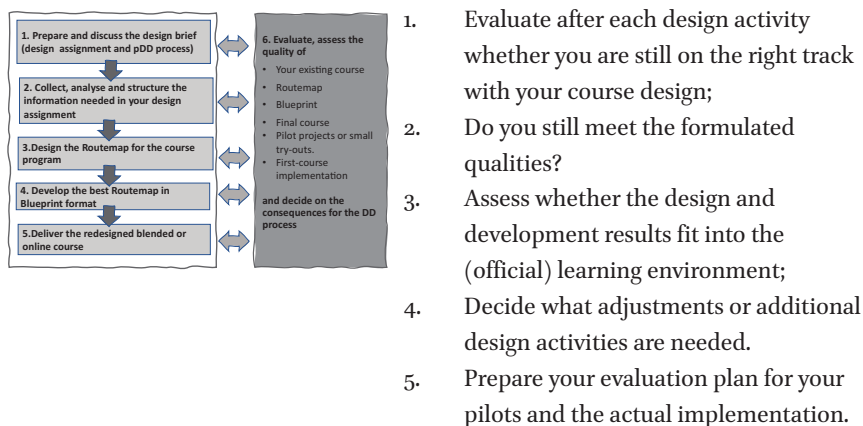 1. Prepare and discuss the design brief
(design assignment and pDD process)
2. Collect, analyse and structure the
information needed in your design
assignment
3.Design the Routemap for the course
program
4. Develop the best Routemap in
Blueprint format
5.Deliver the redesigned blended or
online course
6. Evaluate, assess the
quality of
• Your existing course
• Routemap
• Blueprint
• Final course
• Pilot projects or small
try-outs.
• First-course
implementation
and decide on the
consequences for the DD
process
1. Evaluate after each design activity
whether you are still on the right track
with your course design;
2. Do you still meet the formulated
qualities?
3. Assess whether the design and
development results fit into the
(official) learning environment;
4. Decide what adjustments or additional
design activities are needed.
5. Prepare your evaluation plan for your
pilots and the actual implementation.